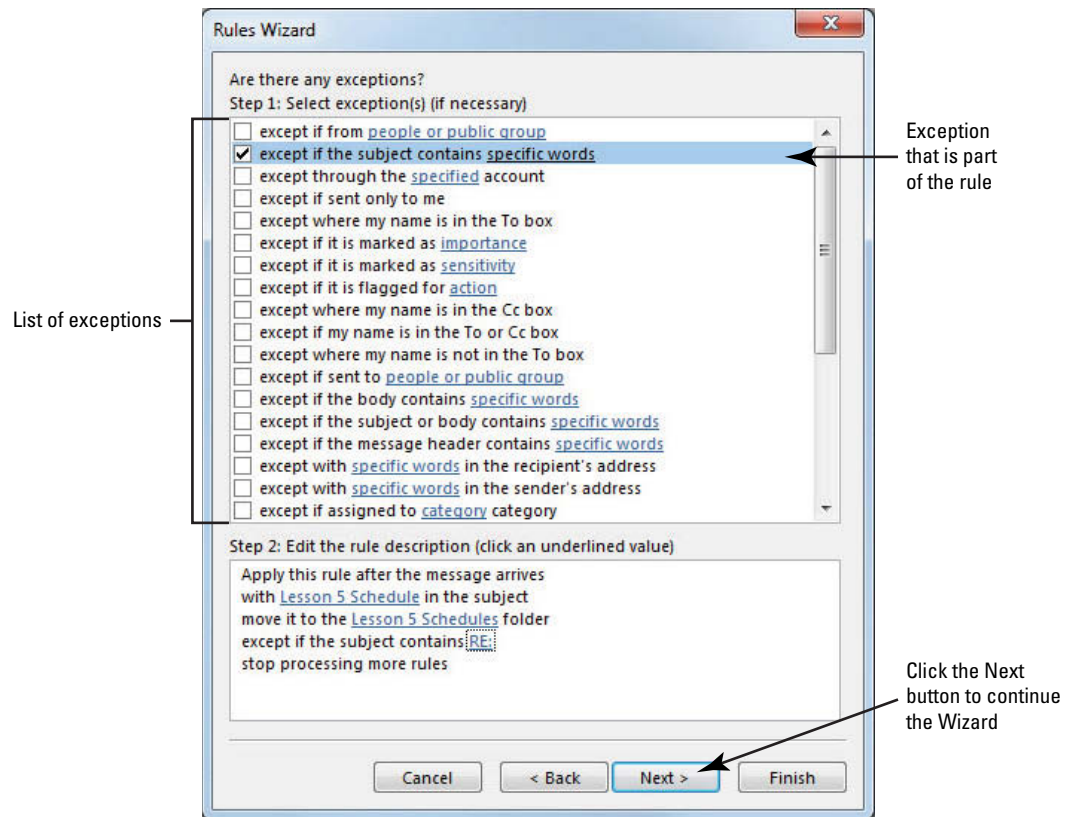 Rules Wizard
X
Are there any exceptions?
Step 1: Select exception(s) (if necessary)
except if from people or public group
except if the subject contains specific words
except through the specified account
except if sent only to me
except where my name is in the To box
except if it is marked as importance
except if it is marked as sensitivity
except if it is flagged for action
except where my name is in the Cc box
except if my name is in the To or Cc box
except where my name is not in the To box
except if sent to people or public group
except if the body contains specific words
except if the subject or body contains specific words
except if the message header contains specific words
except with specific words in the recipient's address
except with specific words in the sender's address
except if assigned to category category
Exception
that is part
of the rule
List of exceptions
Step 2: Edit the rule description (click an underlined value)
Apply this rule after the message arrives
with Lesson 5 Schedule in the subject
move it to the Lesson 5 Schedules folder
except if the subject contains RE:
stop processing more rules
Click the Next
button to continue
the Wizard
Cancel
< Back
Next >
Finish